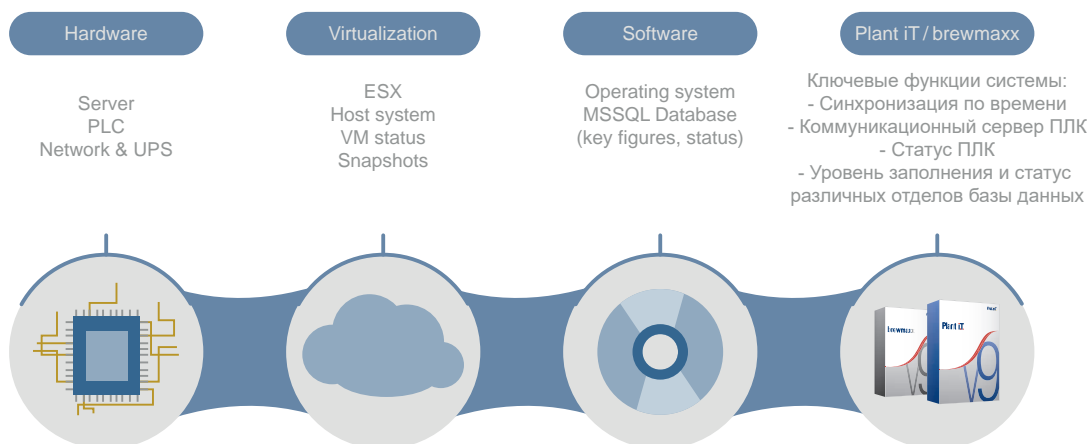 Hardware
Server
PLC
Network & UPS
Virtualization
ESX
Host system
VM status
Snapshots
Software
Operating system
MSSQL Database
(key figures, status)
Plant iT / brewmaxx
Ключевые функции системы:
- Синхронизация по времени
- Коммуникационный сервер ПЛК
- Статус ПЛК
- Уровень заполнения и статус
различных отделов базы данных
brewmaxx
V9
Plant iT
V9